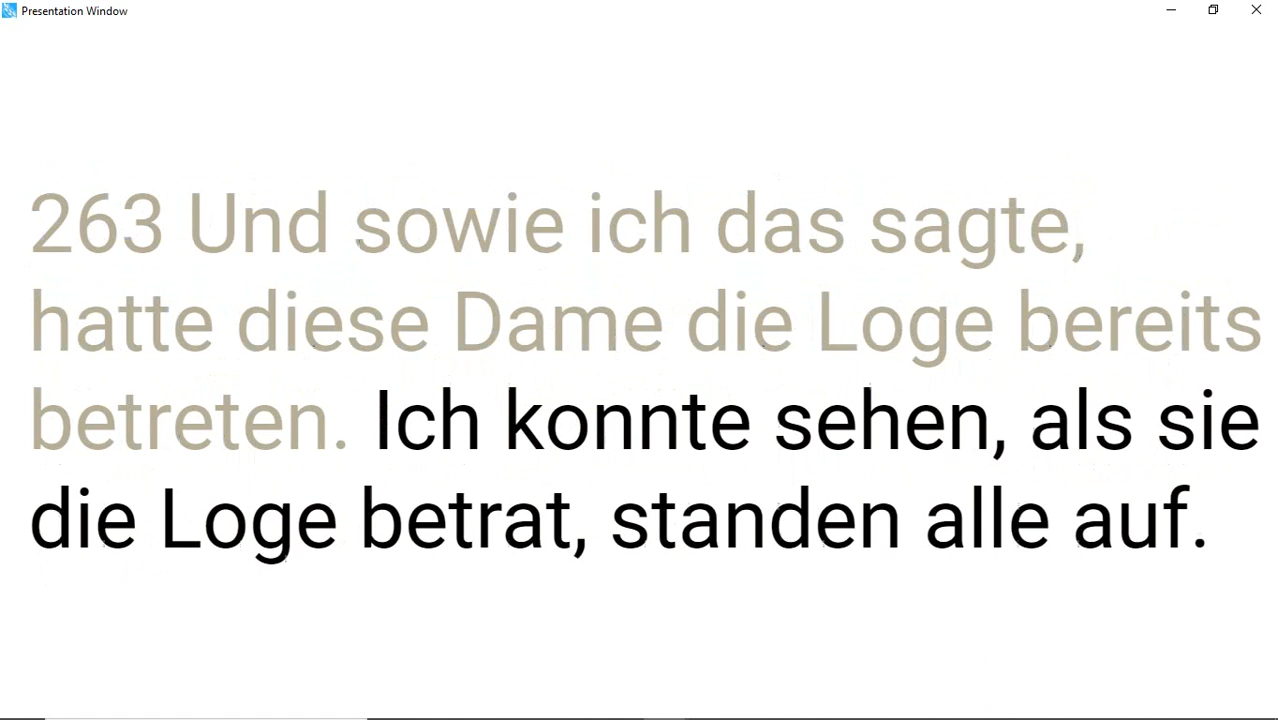 Presentation Window
263 Und sowie ich das sagte,
hatte diese Dame die Loge bereits
betreten. Ich konnte sehen, als sie
die Loge betrat, standen alle auf.